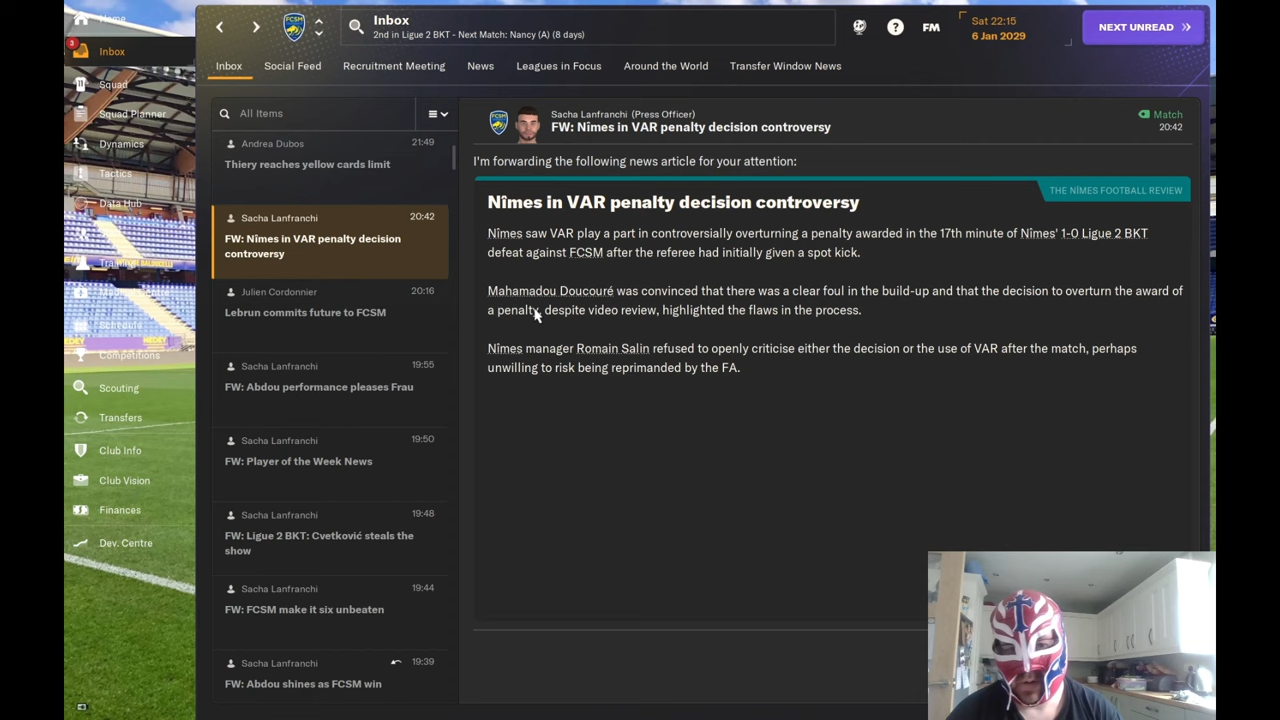 Home
Inbox
2nd in Ligue 2 BKT - Next Match: Nancy (A) (8 days)
FCSM
FM
Sat 22:15
6 Jan 2029
NEXT UNREAD
3
Inbox
Squad
Squad Planner
Dynamics
Tactics
Data Hub
Schedule
Competitions
Scouting
Transfers
Club Info
Club Vision
Finances
Dev. Centre
Inbox
Social Feed
Recruitment Meeting
News
Leagues in Focus
Around the World
Transfer Window News
All Items
Andrea Dubos
21:49
Thiery reaches yellow cards limit
Sacha Lanfranchi
20:42
FW: Nîmes in VAR penalty decision
controversy
Julien Cordonnier
20:16
Lebrun commits future to FCSM
Sacha Lanfranchi
19:55
FW: Abdou performance pleases Frau
Sacha Lanfranchi
19:50
FW: Player of the Week News
Sacha Lanfranchi
19:48
FW: Ligue 2 BKT: Cvetković steals the
show
Sacha Lanfranchi
19:44
FW: FCSM make it six unbeaten
Sacha Lanfranchi
19:39
FW: Abdou shines as FCSM win
Sacha Lanfranchi (Press Officer)
FW: Nîmes in VAR penalty decision controversy
Match
20:42
I'm forwarding the following news article for your attention:
THE NÎMES FOOTBALL REVIEW
Nîmes in VAR penalty decision controversy
Nîmes saw VAR play a part in controversially overturning a penalty awarded in the 17th minute of Nîmes' 1-0 Ligue 2 BKT
defeat against FCSM after the referee had initially given a spot kick.
Mahamadou Doucouré was convinced that there was a clear foul in the build-up and that the decision to overturn the award of
a penalty, despite video review, highlighted the flaws in the process.
Nîmes manager Romain Salin refused to openly criticise either the decision or the use of VAR after the match, perhaps
unwilling to risk being reprimanded by the FA.